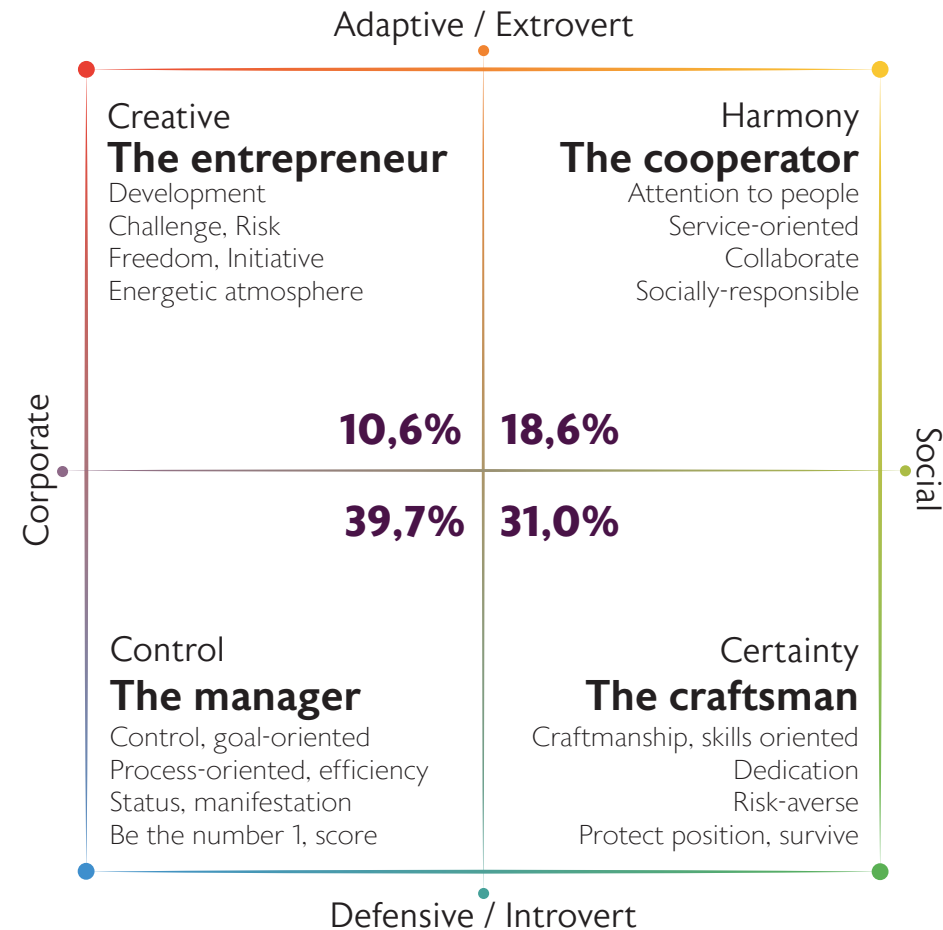 Adaptive / Extrovert
Creative
The entrepreneur
Development
Challenge, Risk
Freedom, Initiative
Energetic atmosphere
Harmony
The cooperator
Attention to people
Service-oriented
Collaborate
Socially-responsible
Corporate
10,6%
18,6%
39,7%
31,0%
Social
Control
The manager
Control, goal-oriented
Process-oriented, efficiency
Status, manifestation
Be the number 1, score
Certainty
The craftsman
Craftmanship, skills oriented
Dedication
Risk-averse
Protect position, survive
Defensive / Introvert